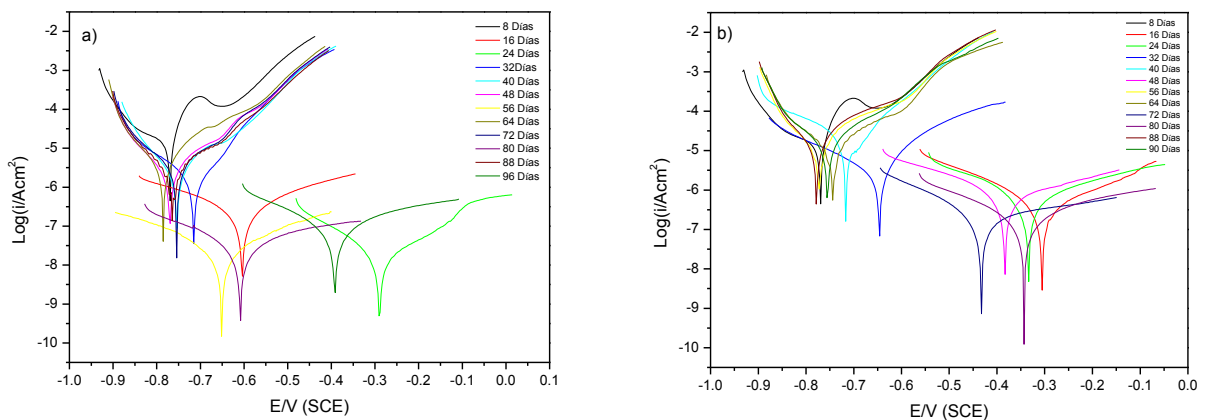 a)
8 Días
16 Días
24 Días
32Días
40 Días
48 Días
56 Días
64 Días
72 Días
80 Días
88 Días
96 Días
Log(i/Acm²)
-2
-3
-4
-5
-6
-7
-8
-9
-10
-1.0 -0.9 -0.8 -0.7 -0.6 -0.5 -0.4 -0.3 -0.2 -0.1 0.0 0.1
E/V (SCE)
b)
8 Días
16 Días
24 Días
32 Días
40 Días
48 Días
56 Días
64 Días
72 Días
80 Días
88 Días
90 Días
Log(i/Acm²)
-2
-3
-4
-5
-6
-7
-8
-9
-10
-1.0 -0.9 -0.8 -0.7 -0.6 -0.5 -0.4 -0.3 -0.2 -0.1 0.0
E/V (SCE)